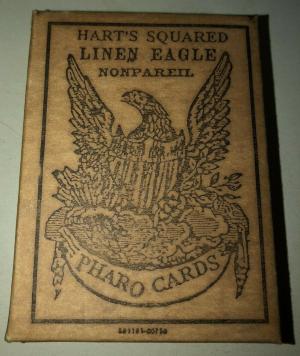 HART'S SQUARED
LINEN EAGLE
NONPAREIL
PHARO CARDS